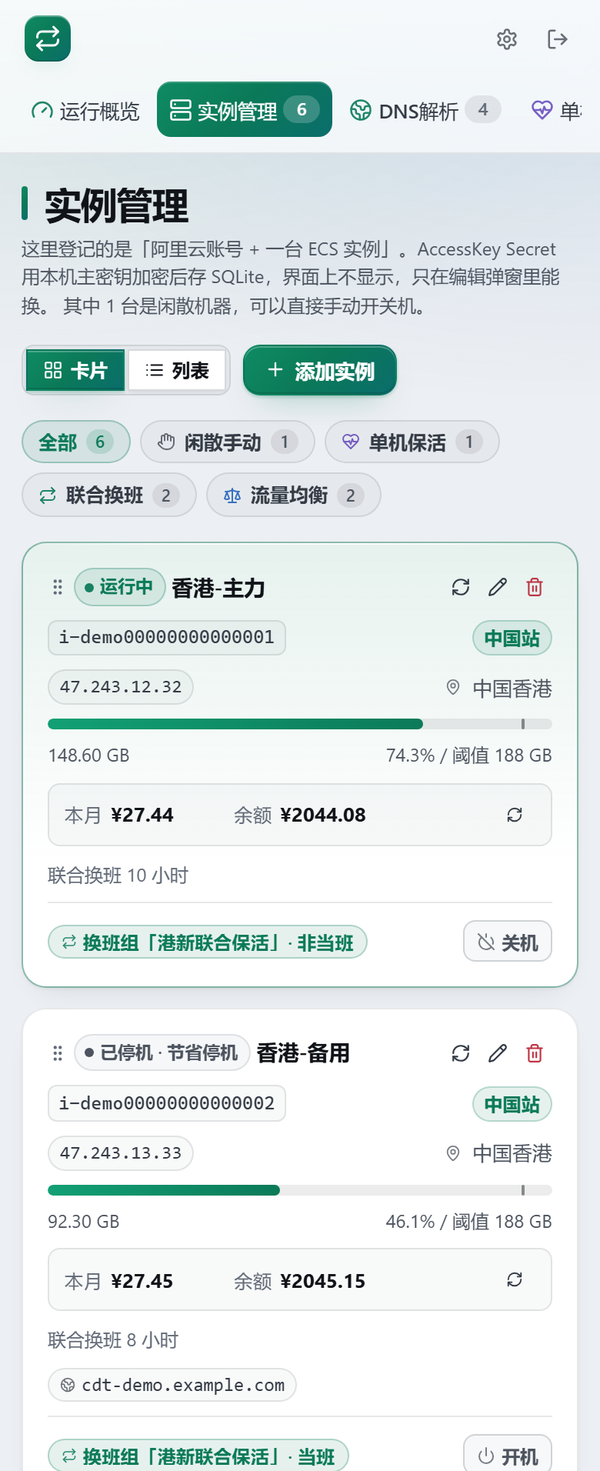 运行概览 实例管理 6 DNS解析 4
实例管理
这里登记的是「阿里云账号 + 一台 ECS 实例」。AccessKey Secret
用本机主密钥加密后存 SQLite，界面上不显示，只在编辑弹窗里能
换。 其中 1 台是闲散机器，可以直接手动开关机。
卡片 列表 添加实例
全部 6 闲散手动 1 单机保活 1
联合换班 2 流量均衡 2
运行中 香港-主力
i-demo00000000000001 中国站
47.243.12.32 中国香港
148.60 GB 74.3% / 阈值 188 GB
本月 ¥27.44 余额 ¥2044.08
联合换班 10 小时
换班组「港新联合保活」· 非当班 关机
已停机 · 节省停机 香港-备用
i-demo00000000000002 中国站
47.243.13.33 中国香港
92.30 GB 46.1% / 阈值 188 GB
本月 ¥27.45 余额 ¥2045.15
联合换班 8 小时
cdt-demo.example.com
换班组「港新联合保活」· 当班 开机